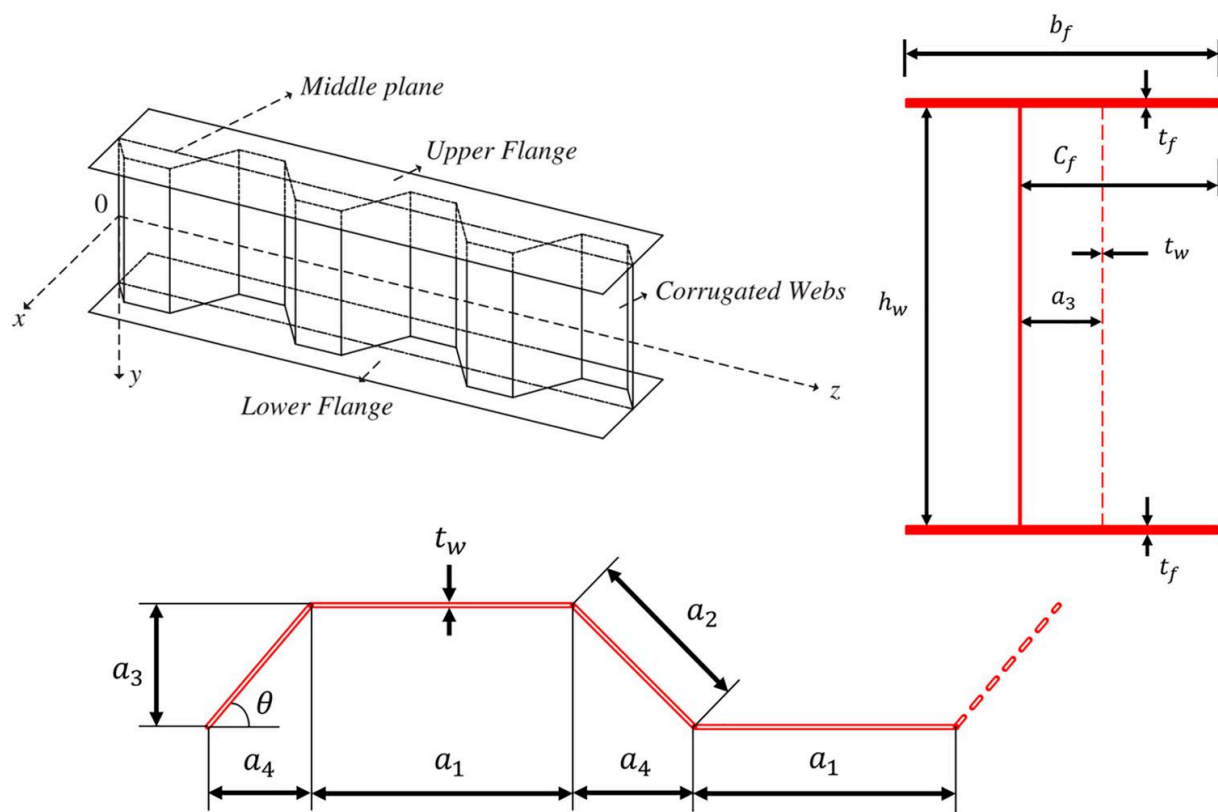 Middle plane
Upper Flange
0
Corrugated Webs
x
y
z
Lower Flange
b_f
t_f
C_f
t_w
h_w
a_3
t_f
t_w
a_2
a_3
θ
a_4
a_1
a_4
a_1